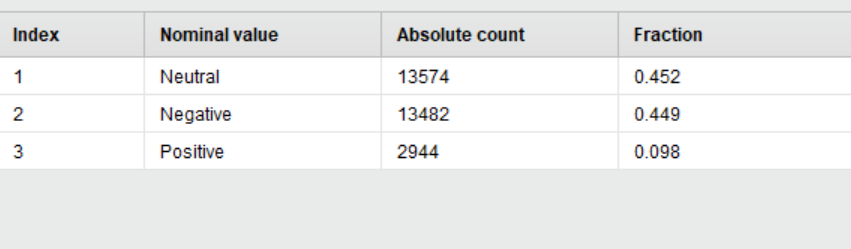 Index Nominal value Absolute count Fraction
1 Neutral 13574 0.452
2 Negative 13482 0.449
3 Positive 2944 0.098